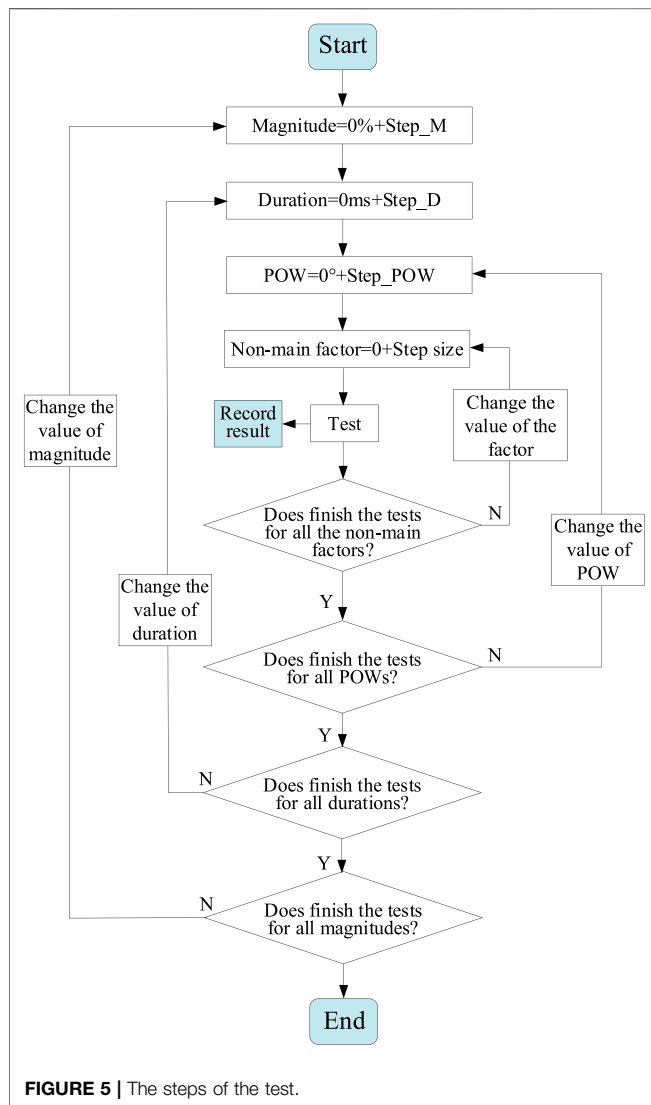 Start
Magnitude=0%+Step_M
Duration=0ms+Step_D
POW=0°+Step_POW
Non-main factor=0+Step size
Change the
value of
magnitude
Record
result
Test
Change the
value of the
factor
Does finish the tests
for all the non-main
factors?
N
Change the
value of
POW
Change the
value of
duration
Y
Does finish the tests
for all POWs?
N
Y
N
Does finish the tests
for all durations?
Y
N
Does finish the tests
for all magnitudes?
End
FIGURE 5 | The steps of the test.